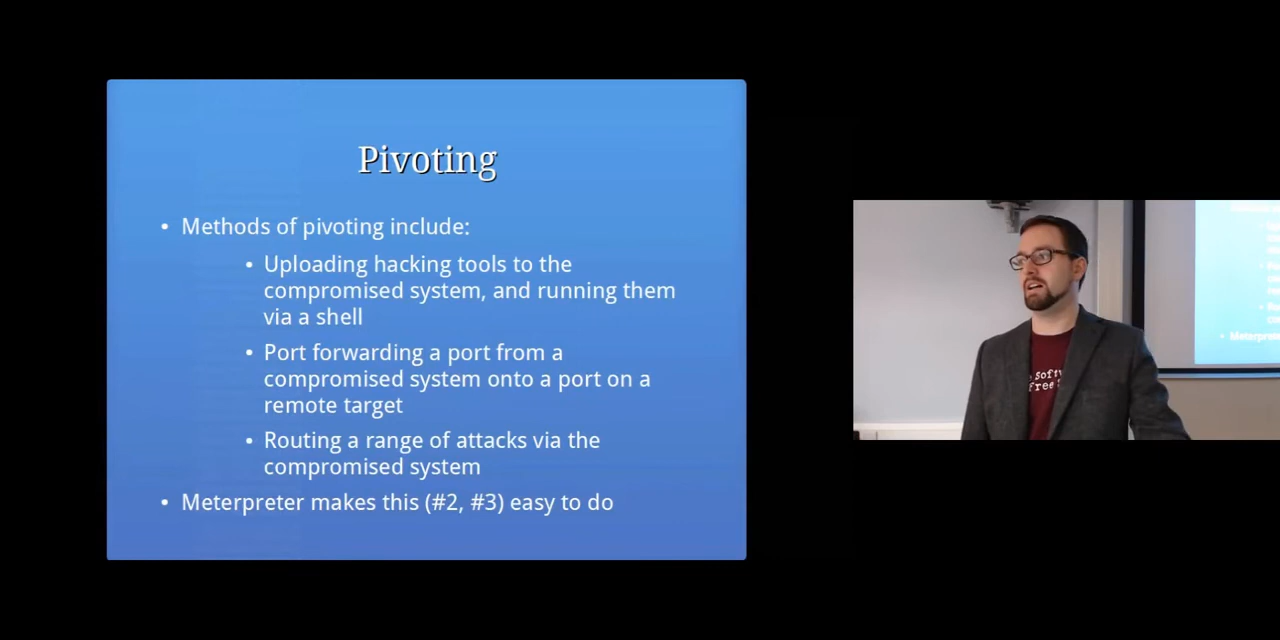 Pivoting
• Methods of pivoting include:
• Uploading hacking tools to the
compromised system, and running them
via a shell
• Port forwarding a port from a
compromised system onto a port on a
remote target
• Routing a range of attacks via the
compromised system
• Meterpreter makes this (#2, #3) easy to do